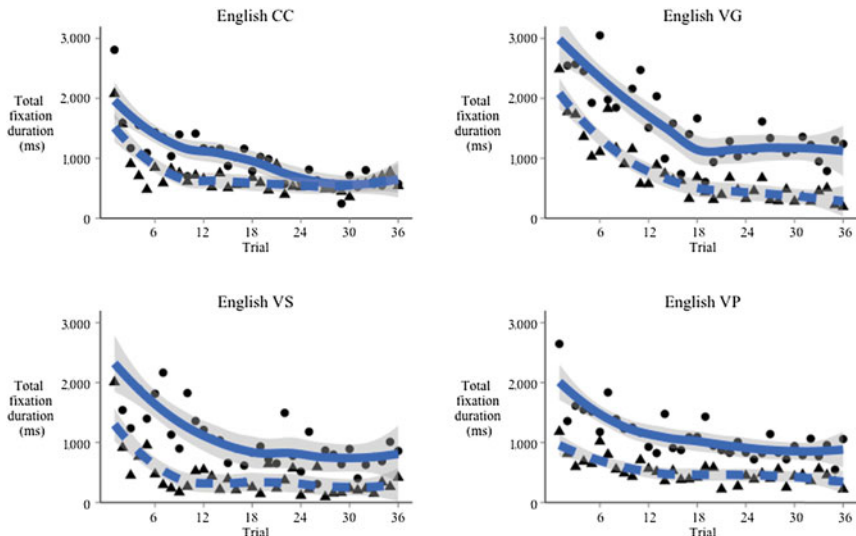 English CC
3,000
Total
fixation
duration
(ms)
2,000
1,000
0
6
12
18
24
30
36
Trial
English VG
3,000
Total
fixation
duration
(ms)
2,000
1,000
0
6
12
18
24
30
36
Trial
English VS
3,000
Total
fixation
duration
(ms)
2,000
1,000
0
6
12
18
24
30
36
Trial
English VP
3,000
Total
fixation
duration
(ms)
2,000
1,000
0
6
12
18
24
30
36
Trial